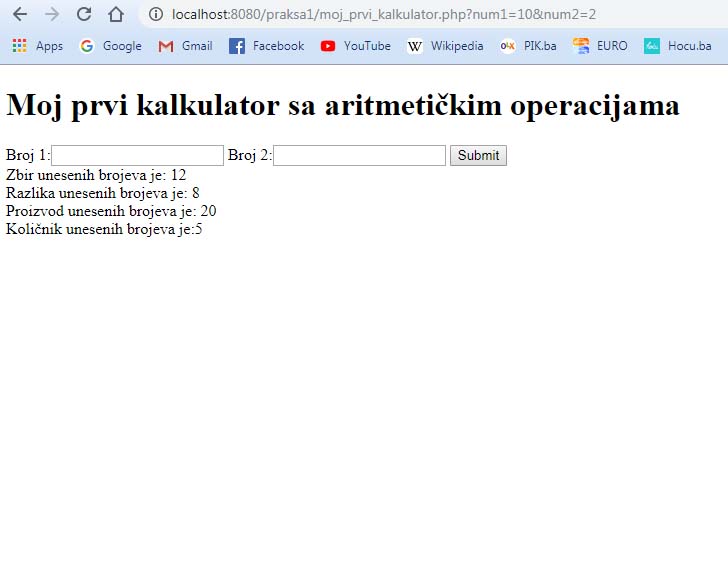 localhost:8080/praksa1/moj_prvi_kalkulator.php?num1=10&num2=2
Apps Google Gmail Facebook YouTube W Wikipedia OLX PIK.ba EURO Hocu.ba
Moj prvi kalkulator sa aritmetičkim operacijama
Broj 1: Broj 2: Submit
Zbir unesenih brojeva je: 12
Razlika unesenih brojeva je: 8
Proizvod unesenih brojeva je: 20
Količnik unesenih brojeva je:5